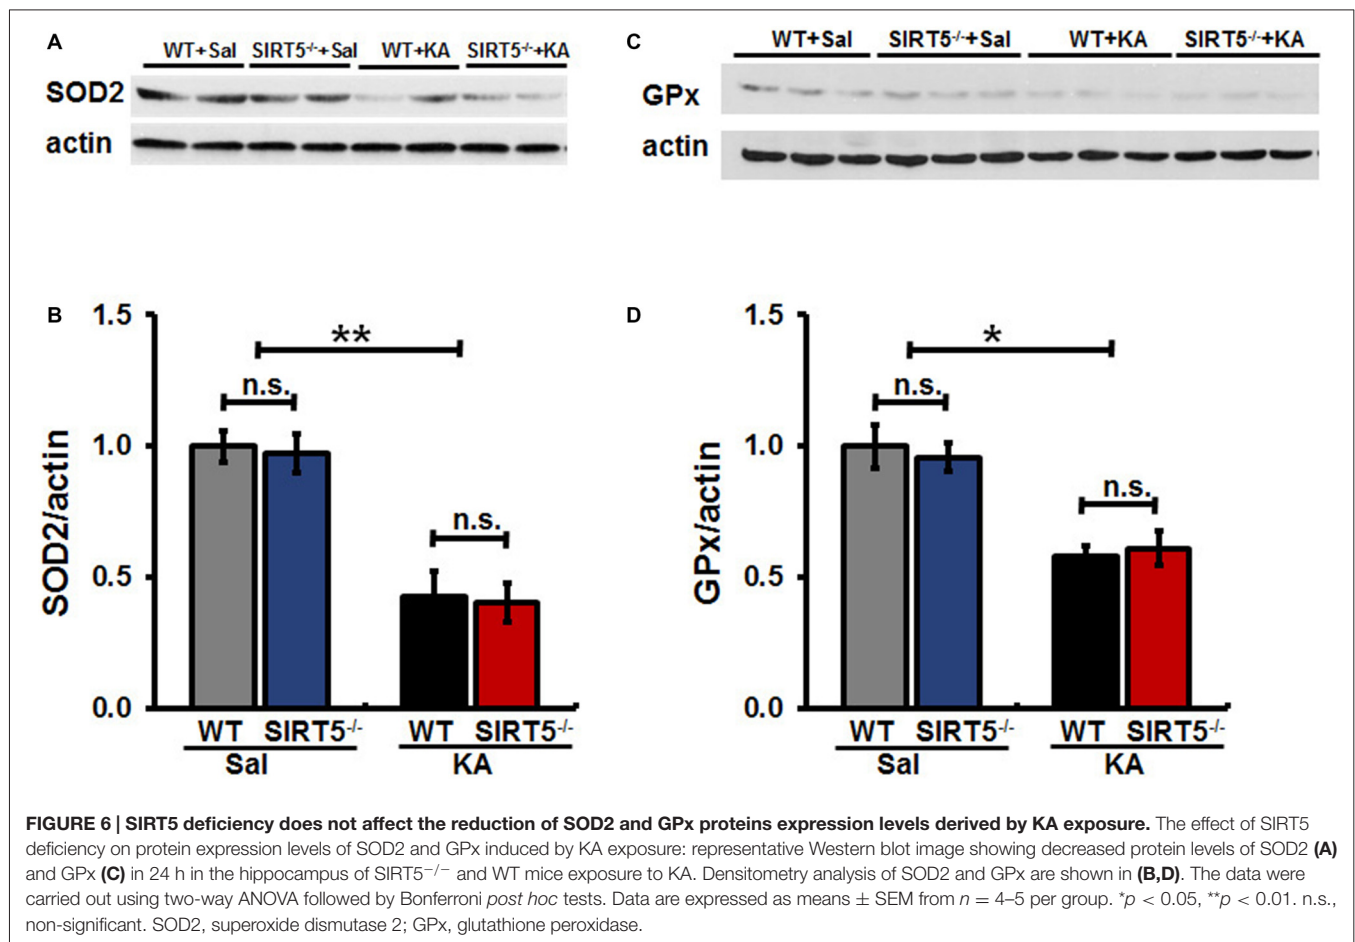 A
WT+Sal SIRT5-/-+Sal WT+KA SIRT5-/-+KA
SOD2
actin
C
WT+Sal SIRT5-/-+Sal WT+KA SIRT5-/-+KA
GPx
actin
B
1.5
1.0
0.5
0.0
SOD2/actin
**
n.s.
n.s.
WT SIRT5-/- WT SIRT5-/-
Sal KA
D
1.5
1.0
0.5
0.0
GPx/actin
*
n.s.
n.s.
WT SIRT5-/- WT SIRT5-/-
Sal KA
FIGURE 6 | SIRT5 deficiency does not affect the reduction of SOD2 and GPx proteins expression levels derived by KA exposure. The effect of SIRT5
deficiency on protein expression levels of SOD2 and GPx induced by KA exposure: representative Western blot image showing decreased protein levels of SOD2 (A)
and GPx (C) in 24 h in the hippocampus of SIRT5−/− and WT mice exposure to KA. Densitometry analysis of SOD2 and GPx are shown in (B,D). The data were
carried out using two-way ANOVA followed by Bonferroni post hoc tests. Data are expressed as means ± SEM from n = 4–5 per group. *p < 0.05, **p < 0.01. n.s.,
non-significant. SOD2, superoxide dismutase 2; GPx, glutathione peroxidase.